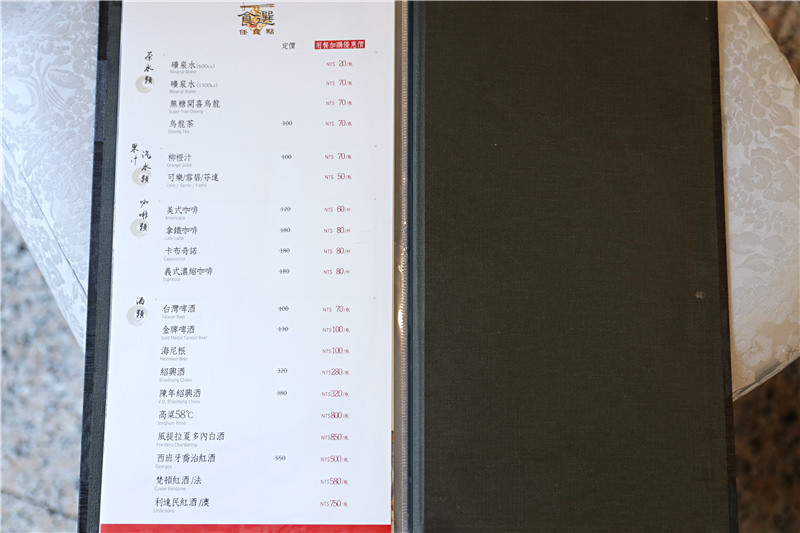 食選
任食點
定價 用餐加購優惠價
茶水類
礦泉水(600cc) NT$ 20/瓶
Mineral Water
礦泉水(1500cc) NT$ 70/瓶
Mineral Water
無糖開喜烏龍 NT$ 70/瓶
Sugar-free Oolong
烏龍茶 100 NT$ 70/瓶
Oolong Tea
果汁 汽水類
柳橙汁 100 NT$ 70/瓶
Orange Juice
可樂/雪碧/芬達 NT$ 50/瓶
Coke / Sprite / Fanta
咖啡類
美式咖啡 120 NT$ 60/杯
Americano
拿鐵咖啡 180 NT$ 80/杯
Cafe Latte
卡布奇諾 180 NT$ 80/杯
Cappuccino
義式濃縮咖啡 180 NT$ 80/杯
Espresso
酒類
台灣啤酒 100 NT$ 70/瓶
Taiwan Beer
金牌啤酒 130 NT$100/瓶
Gold Medal Taiwan Beer
海尼根 NT$100/瓶
Heineken Beer
紹興酒 320 NT$280/瓶
Shaohsing Chiew
陳年紹興酒 380 NT$320/瓶
V.O. Shaohsing Chiew
高粱58℃ NT$800/瓶
Sorghum Wine
風提拉夏多內白酒 NT$850/瓶
Frontera Chardonnay
西班牙喬治紅酒 550 NT$500/瓶
Georges
梵頓紅酒/法 NT$580/瓶
Cuvee Vendome
利達民紅酒/澳 NT$750/瓶
Lindemans